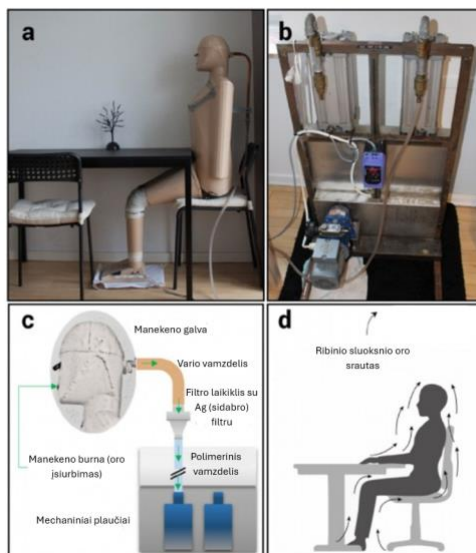 a
b
c
Manekeno galva
Vario vamzdelis
Filtro laikiklis su
Ag (sidabro)
filtru
Manekeno burna (oro
įsiurbimas)
Polimerinis
vamzdelis
Mechaniniai plaučiai
d
Ribinio sluoksnio oro
srautas